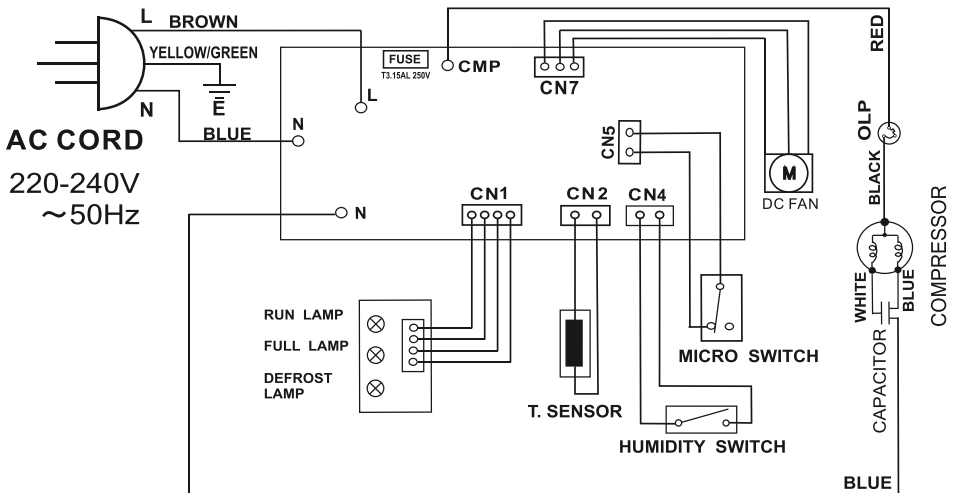 L
BROWN
YELLOW/GREEN
E
N
BLUE
AC CORD
220-240V
~50Hz
FUSE
T3.15AL 250V
CMP
L
N
N
CN7
CN5
CN1
CN2
CN4
M
DC FAN
RED
OLP
BLACK
COMPRESSOR
WHITE
BLUE
CAPACITOR
BLUE
RUN LAMP
FULL LAMP
DEFROST
LAMP
T. SENSOR
MICRO SWITCH
HUMIDITY SWITCH